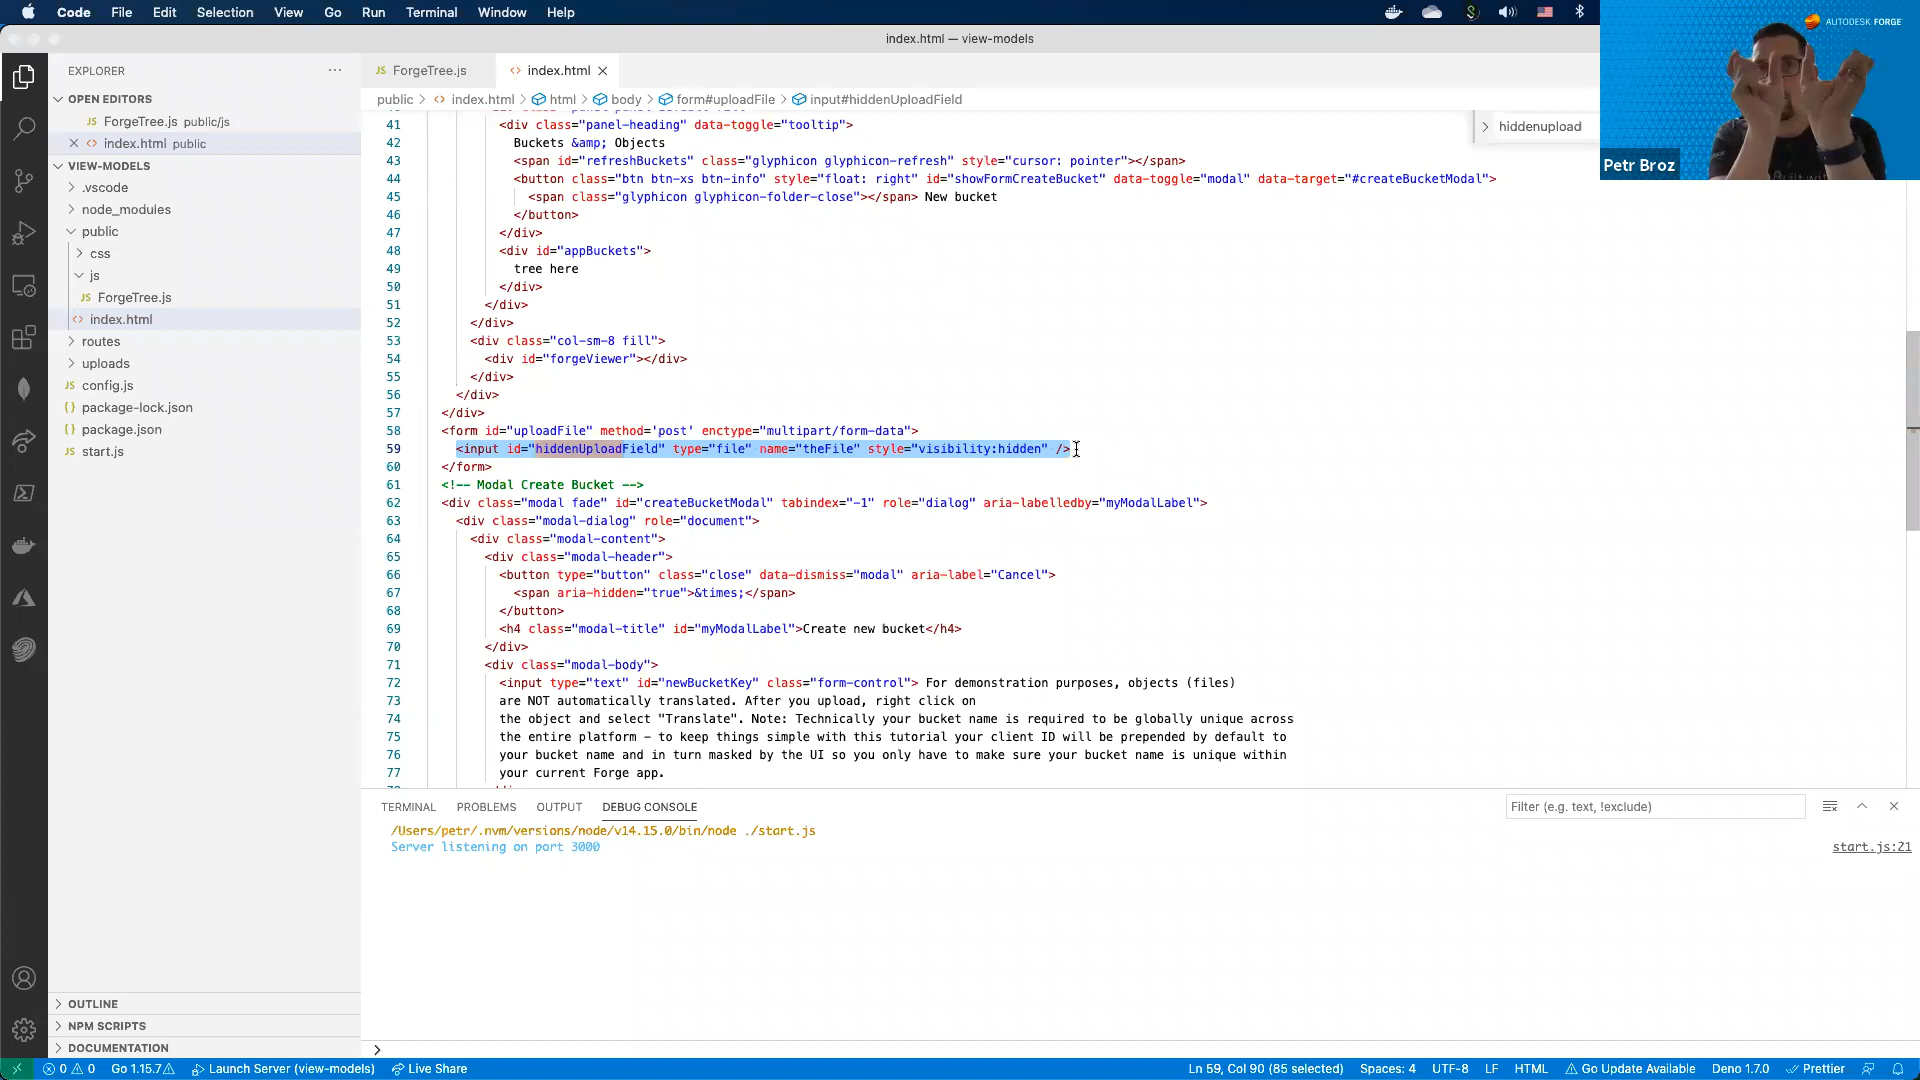 Code File Edit Selection View Go Run Terminal Window Help
index.html — view-models
AUTODESK FORGE
Petr Broz
EXPLORER
OPEN EDITORS
JS ForgeTree.js public/js
index.html public
VIEW-MODELS
.vscode
node_modules
public
css
js
JS ForgeTree.js
index.html
routes
uploads
JS config.js
{} package-lock.json
{} package.json
JS start.js
OUTLINE
NPM SCRIPTS
DOCUMENTATION
JS ForgeTree.js <> index.html
public > <> index.html > html > body > form#uploadFile > input#hiddenUploadField
hiddenupload
41 <div class="panel-heading" data-toggle="tooltip">
42 Buckets &amp; Objects
43 <span id="refreshBuckets" class="glyphicon glyphicon-refresh" style="cursor: pointer"></span>
44 <button class="btn btn-xs btn-info" style="float: right" id="showFormCreateBucket" data-toggle="modal" data-target="#createBucketModal">
45 <span class="glyphicon glyphicon-folder-close"></span> New bucket
46 </button>
47 </div>
48 <div id="appBuckets">
49 tree here
50 </div>
51 </div>
52 </div>
53 <div class="col-sm-8 fill">
54 <div id="forgeViewer"></div>
55 </div>
56 </div>
57 </div>
58 <form id="uploadFile" method='post' enctype="multipart/form-data">
59 <input id="hiddenUploadField" type="file" name="theFile" style="visibility:hidden" />
60 </form>
61 <!-- Modal Create Bucket -->
62 <div class="modal fade" id="createBucketModal" tabindex="-1" role="dialog" aria-labelledby="myModalLabel">
63 <div class="modal-dialog" role="document">
64 <div class="modal-content">
65 <div class="modal-header">
66 <button type="button" class="close" data-dismiss="modal" aria-label="Cancel">
67 <span aria-hidden="true">&times;</span>
68 </button>
69 <h4 class="modal-title" id="myModalLabel">Create new bucket</h4>
70 </div>
71 <div class="modal-body">
72 <input type="text" id="newBucketKey" class="form-control"> For demonstration purposes, objects (files)
73 are NOT automatically translated. After you upload, right click on
74 the object and select "Translate". Note: Technically your bucket name is required to be globally unique across
75 the entire platform – to keep things simple with this tutorial your client ID will be prepended by default to
76 your bucket name and in turn masked by the UI so you only have to make sure your bucket name is unique within
77 your current Forge app.
TERMINAL PROBLEMS OUTPUT DEBUG CONSOLE
Filter (e.g. text, !exclude)
/Users/petr/.nvm/versions/node/v14.15.0/bin/node ./start.js
Server listening on port 3000
start.js:21
0 0 Go 1.15.7 Launch Server (view-models) Live Share Ln 59, Col 90 (85 selected) Spaces: 4 UTF-8 LF HTML Go Update Available Deno 1.7.0 Prettier